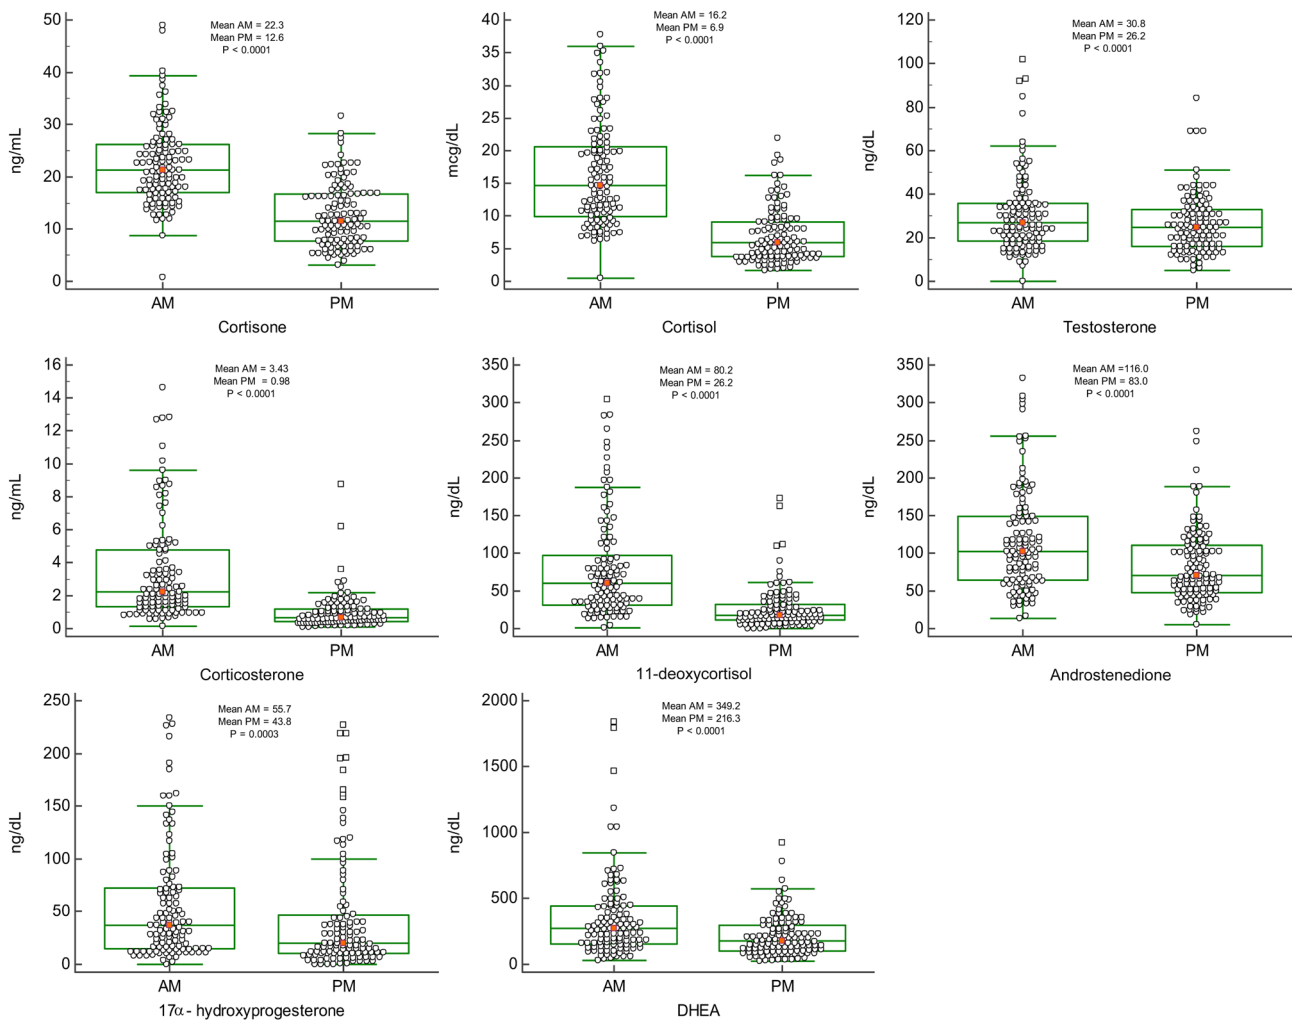 Mean AM = 22.3
Mean PM = 12.6
P < 0.0001
50
40
30
20
10
0
ng/mL
AM
PM
Cortisone
Mean AM = 16.2
Mean PM = 6.9
P < 0.0001
40
35
30
25
20
15
10
5
0
mcg/dL
AM
PM
Cortisol
Mean AM = 30.8
Mean PM = 26.2
P < 0.0001
120
100
80
60
40
20
0
ng/dL
AM
PM
Testosterone
Mean AM = 3.43
Mean PM = 0.98
P < 0.0001
16
14
12
10
8
6
4
2
0
ng/mL
AM
PM
Corticosterone
Mean AM = 80.2
Mean PM = 26.2
P < 0.0001
350
300
250
200
150
100
50
0
ng/dL
AM
PM
11-deoxycortisol
Mean AM =116.0
Mean PM = 83.0
P < 0.0001
350
300
250
200
150
100
50
0
ng/dL
AM
PM
Androstenedione
Mean AM = 55.7
Mean PM = 43.8
P = 0.0003
250
200
150
100
50
0
ng/dL
AM
PM
17α- hydroxyprogesterone
Mean AM = 349.2
Mean PM = 216.3
P < 0.0001
2000
1500
1000
500
0
ng/dL
AM
PM
DHEA